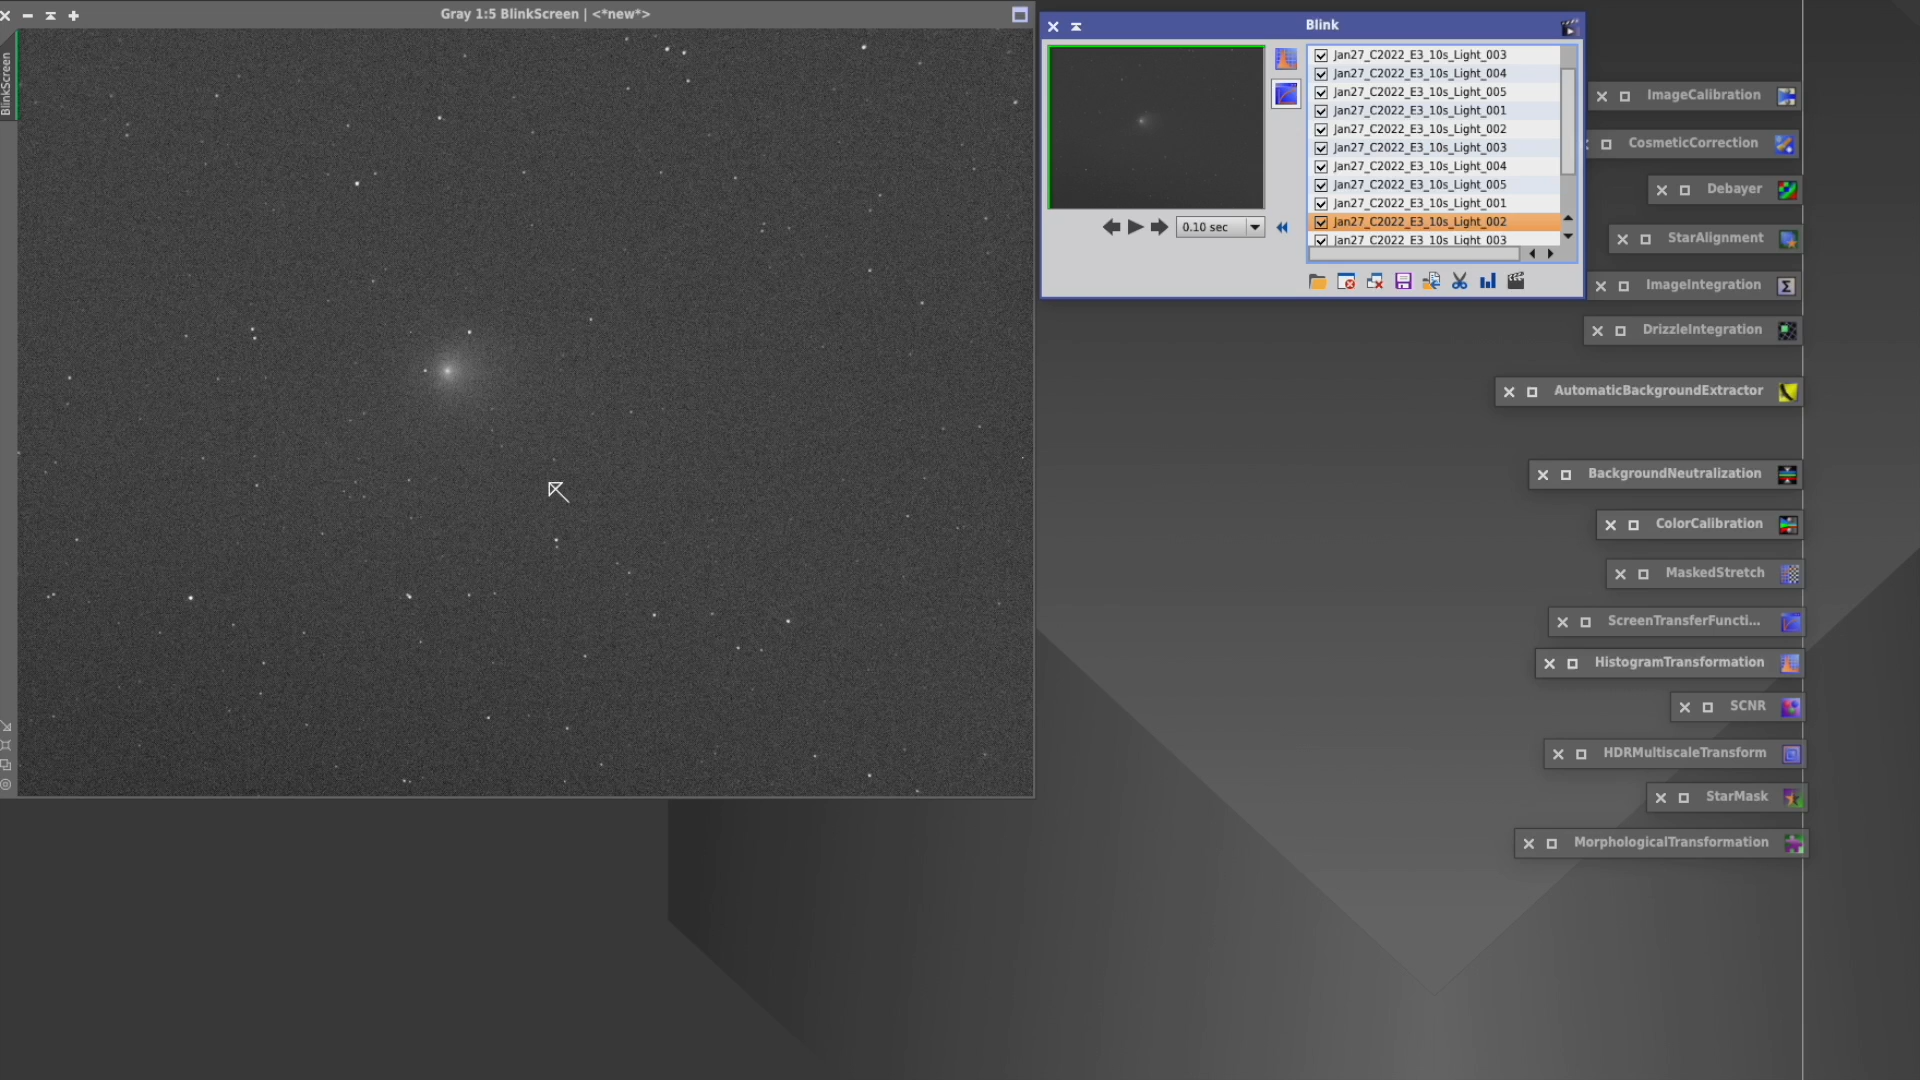 Gray 1:5 BlinkScreen | <*new*>
BlinkScreen
Blink
Jan27_C2022_E3_10s_Light_003
Jan27_C2022_E3_10s_Light_004
Jan27_C2022_E3_10s_Light_005
Jan27_C2022_E3_10s_Light_001
Jan27_C2022_E3_10s_Light_002
Jan27_C2022_E3_10s_Light_003
Jan27_C2022_E3_10s_Light_004
Jan27_C2022_E3_10s_Light_005
Jan27_C2022_E3_10s_Light_001
Jan27_C2022_E3_10s_Light_002
Jan27_C2022_E3_10s_Light_003
0.10 sec
ImageCalibration
CosmeticCorrection
Debayer
StarAlignment
ImageIntegration
DrizzleIntegration
AutomaticBackgroundExtractor
BackgroundNeutralization
ColorCalibration
MaskedStretch
ScreenTransferFuncti...
HistogramTransformation
SCNR
HDRMultiscaleTransform
StarMask
MorphologicalTransformation